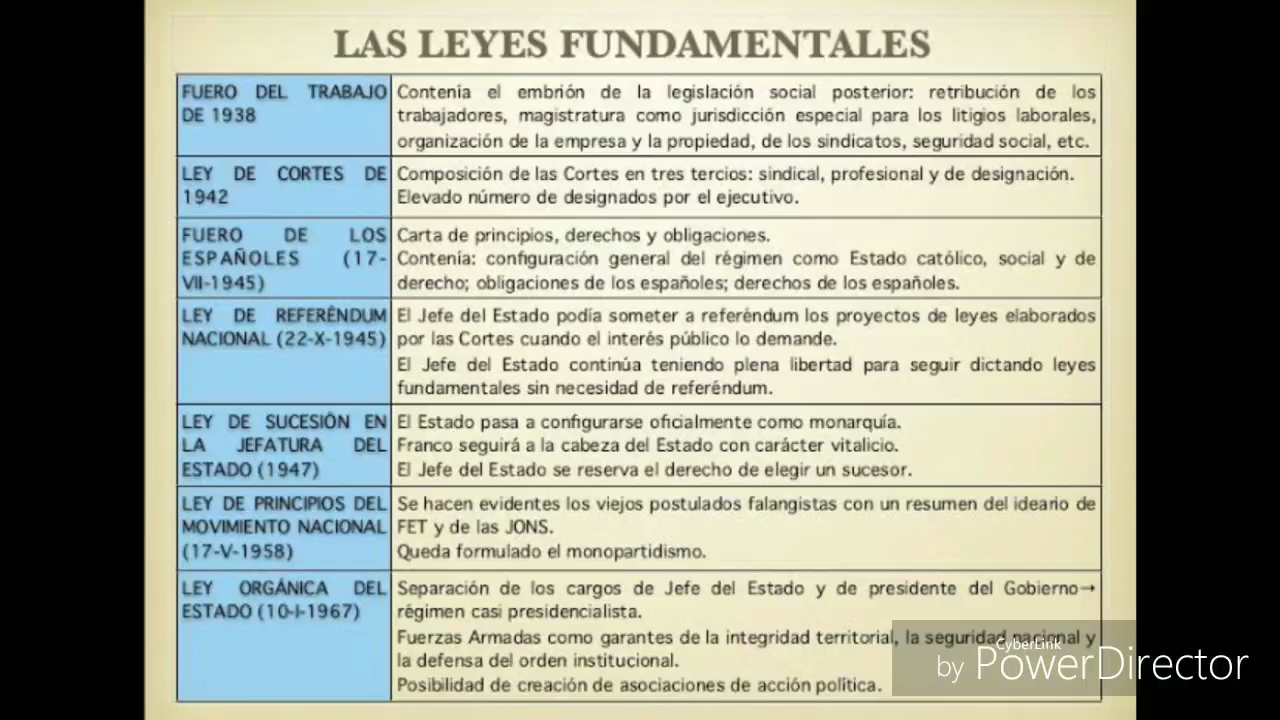 LAS LEYES FUNDAMENTALES
FUERO DEL TRABAJO
DE 1938
Contenía el embrión de la legislación social posterior: retribución de los
trabajadores, magistratura como jurisdicción especial para los litigios laborales,
organización de la empresa y la propiedad, de los sindicatos, seguridad social, etc.
LEY DE CORTES DE
1942
Composición de las Cortes en tres tercios: sindical, profesional y de designación.
Elevado número de designados por el ejecutivo.
FUERO DE LOS
ESPAÑOLES (17-
VII-1945)
Carta de principios, derechos y obligaciones.
Contenía: configuración general del régimen como Estado católico, social y de
derecho; obligaciones de los españoles; derechos de los españoles.
LEY DE REFERÉNDUM
NACIONAL (22-X-1945)
El Jefe del Estado podía someter a referéndum los proyectos de leyes elaborados
por las Cortes cuando el interés público lo demande.
El Jefe del Estado continúa teniendo plena libertad para seguir dictando leyes
fundamentales sin necesidad de referéndum.
LEY DE SUCESIÓN EN
LA JEFATURA DEL
ESTADO (1947)
El Estado pasa a configurarse oficialmente como monarquía.
Franco seguirá a la cabeza del Estado con carácter vitalicio.
El Jefe del Estado se reserva el derecho de elegir un sucesor.
LEY DE PRINCIPIOS DEL
MOVIMIENTO NACIONAL
(17-V-1958)
Se hacen evidentes los viejos postulados falangistas con un resumen del ideario de
FET y de las JONS.
Queda formulado el monopartidismo.
LEY ORGÁNICA DEL
ESTADO (10-I-1967)
Separación de los cargos de Jefe del Estado y de presidente del Gobierno→
régimen casi presidencialista.
Fuerzas Armadas como garantes de la integridad territorial, la seguridad nacional y
la defensa del orden institucional.
Posibilidad de creación de asociaciones de acción política.
CyberLink
by PowerDirector